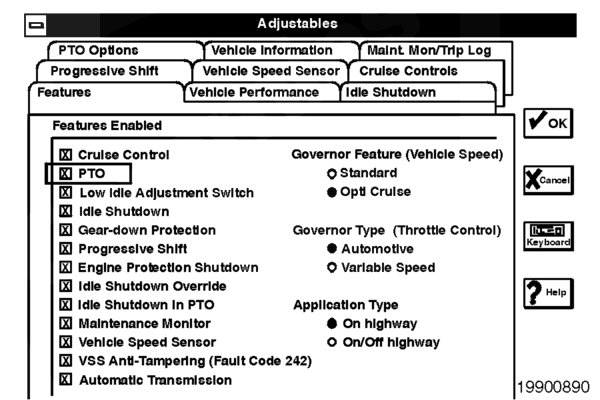 Adjustables
PTO Options
Vehicle Information
Maint. Mon/Trip Log
Progressive Shift
Vehicle Speed Sensor
Cruise Controls
Features
Vehicle Performance
Idle Shutdown
Features Enabled
Cruise Control
PTO
Low Idle Adjustment Switch
Idle Shutdown
Gear-down Protection
Progressive Shift
Engine Protection Shutdown
Idle Shutdown Override
Idle Shutdown in PTO
Maintenance Monitor
Vehicle Speed Sensor
VSS Anti-Tampering (Fault Code 242)
Automatic Transmission
Governor Feature (Vehicle Speed)
Standard
Opti Cruise
Governor Type (Throttle Control)
Automotive
Variable Speed
Application Type
On highway
On/Off highway
OK
Cancel
Keyboard
Help
19900890